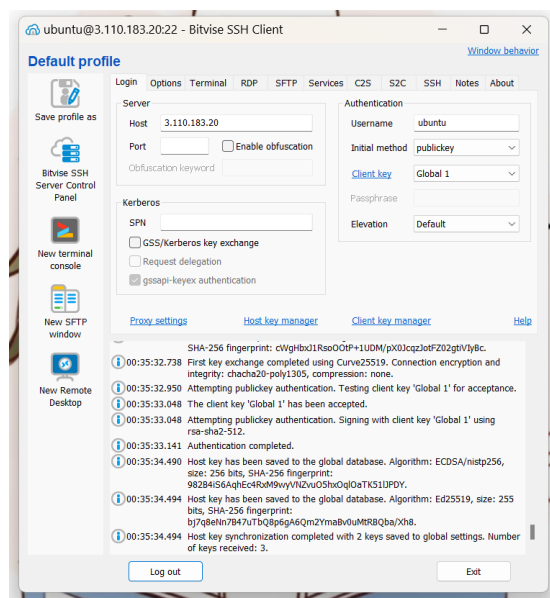 ubuntu@3.110.183.20:22 - Bitvise SSH Client
Default profile
Window behavior
Save profile as
Bitvise SSH
Server Control
Panel
New terminal
console
New SFTP
window
New Remote
Desktop
Login Options Terminal RDP SFTP Services C2S S2C SSH Notes About
Server
Host 3.110.183.20
Port Enable obfuscation
Obfuscation keyword
Kerberos
SPN
GSS/Kerberos key exchange
Request delegation
gssapi-keyex authentication
Authentication
Username ubuntu
Initial method publickey
Client key Global 1
Passphrase
Elevation Default
Proxy settings Host key manager Client key manager Help
SHA-256 fingerprint: cWgHbxJ1RsoOOtP+1UDM/pX0JcqzJotFZ02gtiVIyBc.
00:35:32.738 First key exchange completed using Curve25519. Connection encryption and
integrity: chacha20-poly1305, compression: none.
00:35:32.950 Attempting publickey authentication. Testing client key 'Global 1' for acceptance.
00:35:33.048 The client key 'Global 1' has been accepted.
00:35:33.048 Attempting publickey authentication. Signing with client key 'Global 1' using
rsa-sha2-512.
00:35:33.141 Authentication completed.
00:35:34.490 Host key has been saved to the global database. Algorithm: ECDSA/nistp256,
size: 256 bits, SHA-256 fingerprint:
982B4iS6AqhEc4RxM9wyVNZvuO5hxOqlOaTK51lJPDY.
00:35:34.494 Host key has been saved to the global database. Algorithm: Ed25519, size: 255
bits, SHA-256 fingerprint:
bj7q8eNn7B47uTbQ8p6gA6Qm2YmaBv0uMtRBQba/Xh8.
00:35:34.494 Host key synchronization completed with 2 keys saved to global settings. Number
of keys received: 3.
Log out Exit